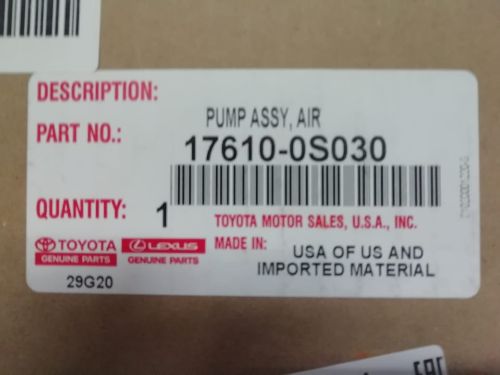 DESCRIPTION:
PUMP ASSY, AIR
PART NO.:
17610-0S030
QUANTITY: 1
TOYOTA MOTOR SALES, U.S.A., INC.
TOYOTA
GENUINE PARTS
LEXUS
GENUINE PARTS
MADE IN:
USA OF US AND
IMPORTED MATERIAL
29G20